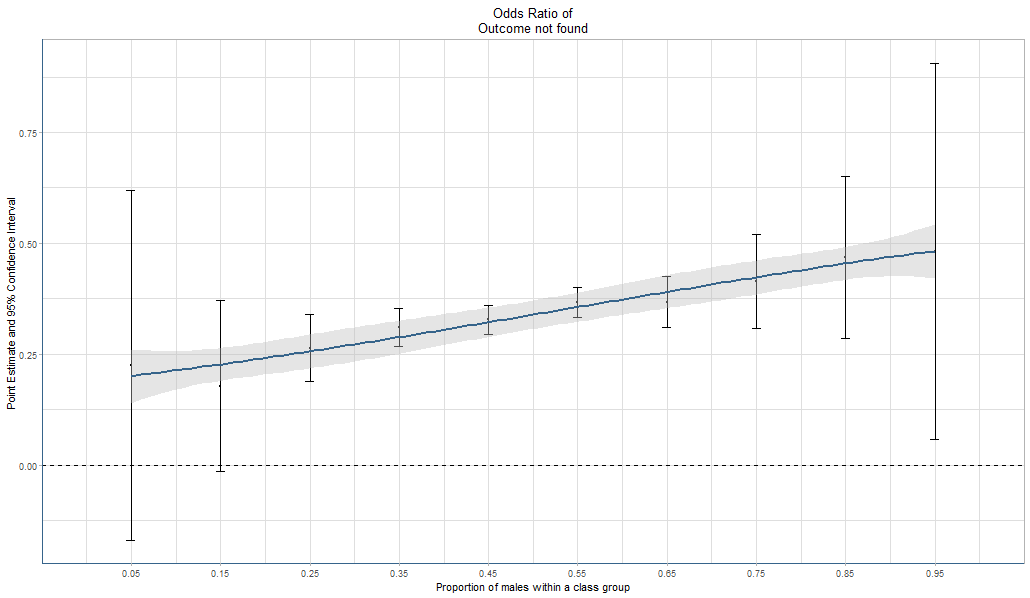 Odds Ratio of
Outcome not found
Point Estimate and 95% Confidence Interval
0.75
0.50
0.25
0.00
0.05 0.15 0.25 0.35 0.45 0.55 0.65 0.75 0.85 0.95
Proportion of males within a class group